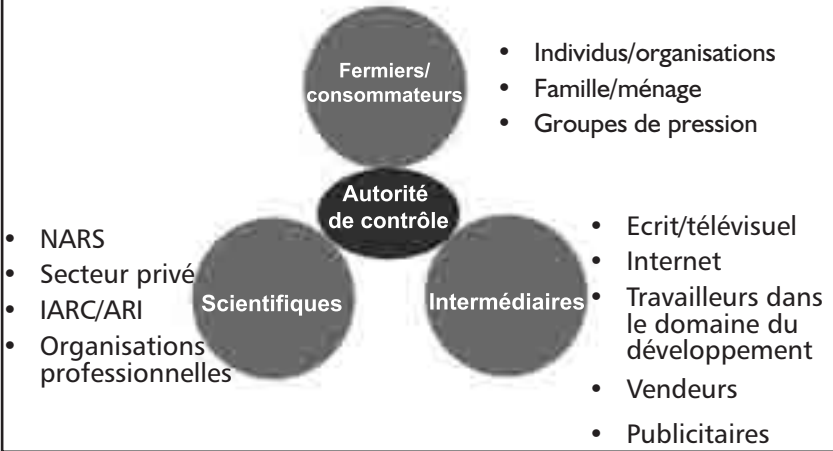 Fermiers/
consommateurs
• Individus/organisations
• Famille/ménage
• Groupes de pression
Autorité
de contrôle
• NARS
• Secteur privé
• IARC/ARI
• Organisations
professionnelles
Scientifiques
Intermédiaires
• Ecrit/télévisuel
• Internet
• Travailleurs dans
le domaine du
développement
• Vendeurs
• Publicitaires